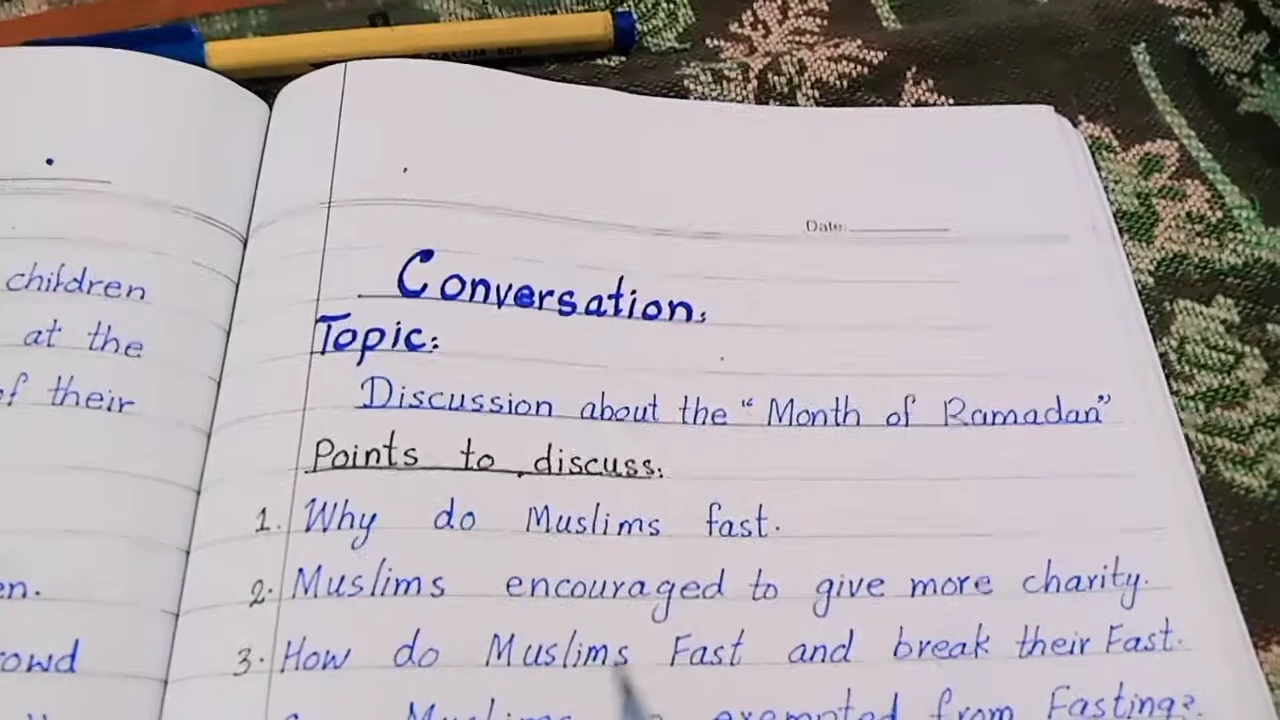 children
at the
of their
en.
owd
Date:
Conversation:
Topic:
Discussion about the "Month of Ramadan"
Points to discuss:
1. Why do Muslims fast.
2. Muslims encouraged to give more charity.
3. How do Muslims Fast and break their Fast.
Muslims exempted from Fasting?